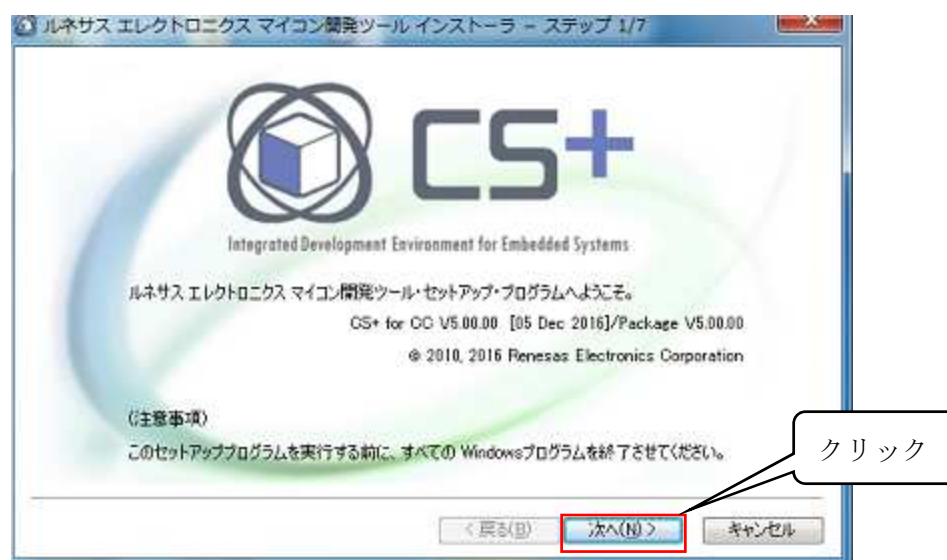 ルネサス エレクトロニクス マイコン開発ツール インストーラ － ステップ 1/7
CS+
Integrated Development Environment for Embedded Systems
ルネサス エレクトロニクス マイコン開発ツール・セットアップ・プログラムへようこそ。
CS+ for CC V5.00.00 [05 Dec 2016]/Package V5.00.00
© 2010, 2016 Renesas Electronics Corporation
(注意事項)
このセットアッププログラムを実行する前に、すべての Windowsプログラムを終了させてください。
クリック
< 戻る(B) 次へ(N) > キャンセル